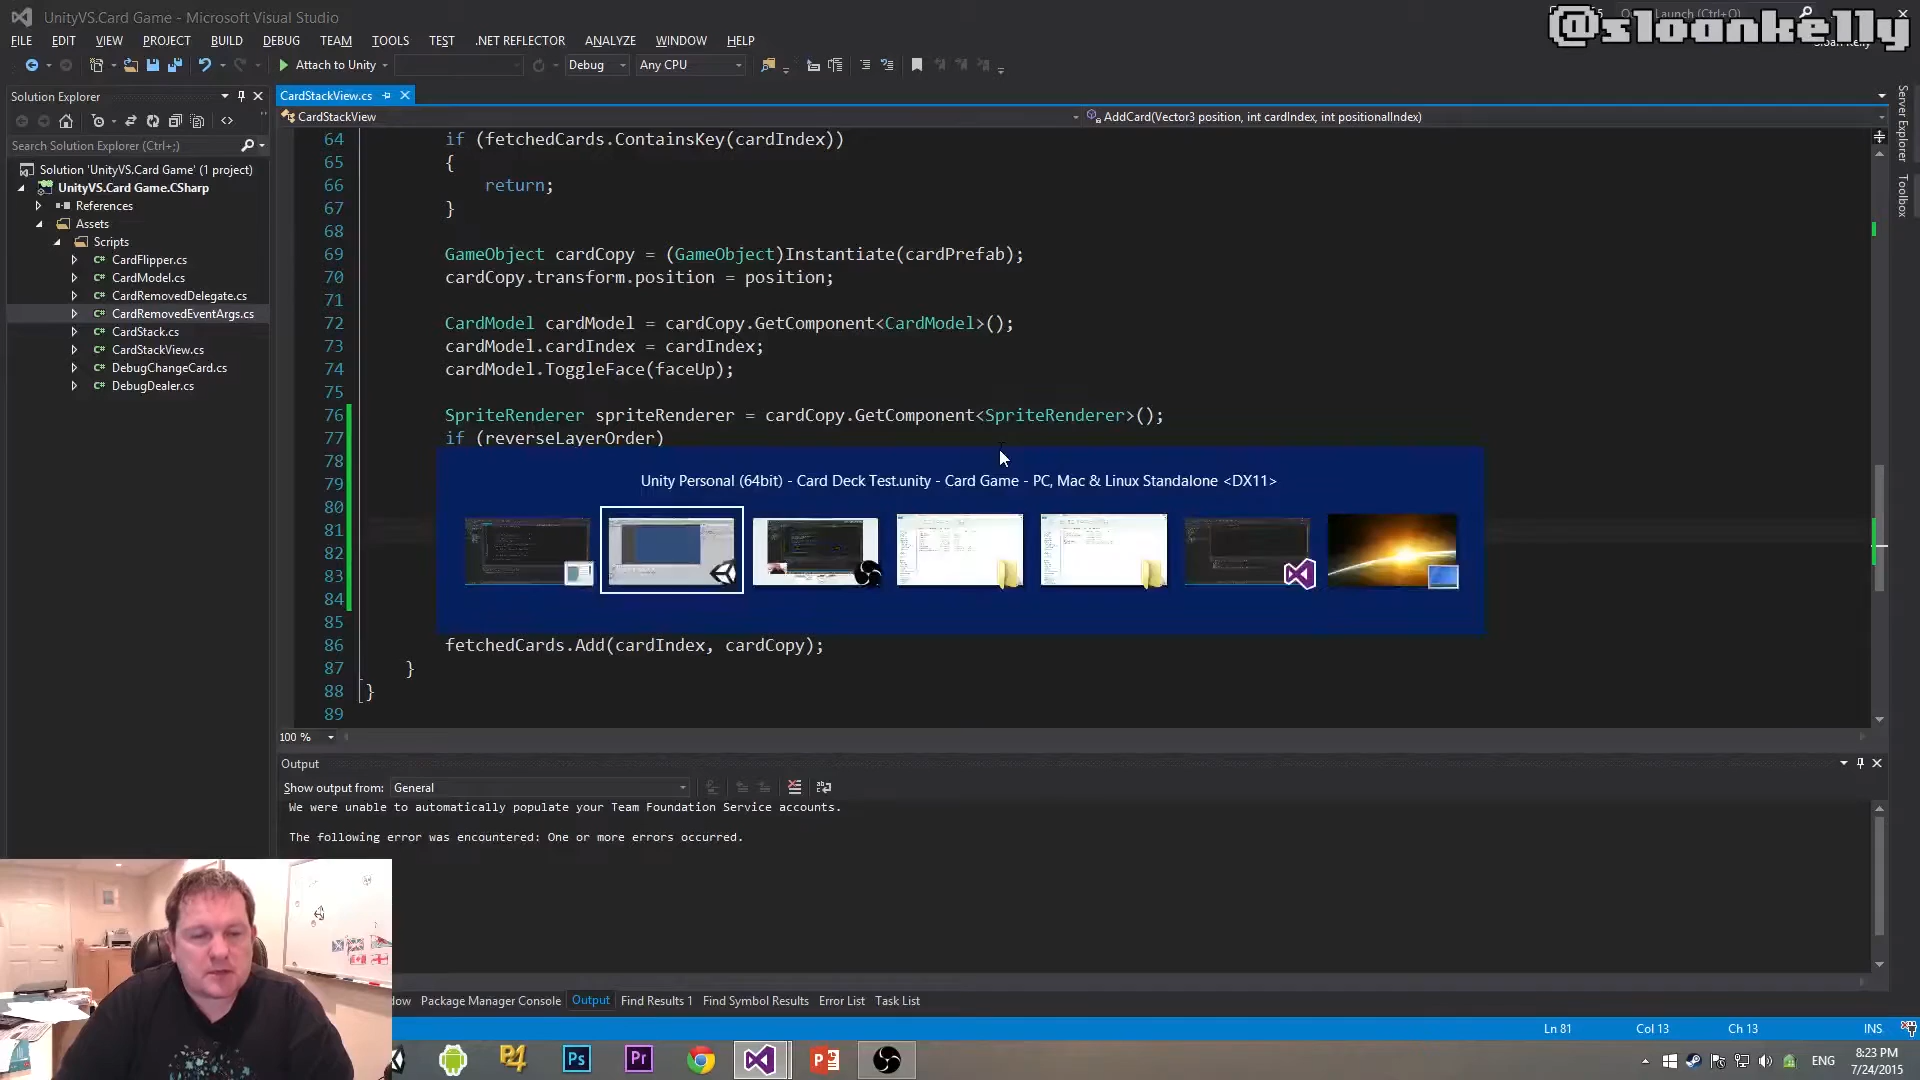 UnityVS.Card Game - Microsoft Visual Studio
@sloankelly
FILE EDIT VIEW PROJECT BUILD DEBUG TEAM TOOLS TEST .NET REFLECTOR ANALYZE WINDOW HELP
Attach to Unity Debug Any CPU
Solution Explorer
CardStackView.cs
CardStackView
AddCard(Vector3 position, int cardIndex, int positionalIndex)
Search Solution Explorer (Ctrl+;)
Solution 'UnityVS.Card Game' (1 project)
UnityVS.Card Game.CSharp
References
Assets
Scripts
CardFlipper.cs
CardModel.cs
CardRemovedDelegate.cs
CardRemovedEventArgs.cs
CardStack.cs
CardStackView.cs
DebugChangeCard.cs
DebugDealer.cs
64 if (fetchedCards.ContainsKey(cardIndex))
65 {
66 return;
67 }
68
69 GameObject cardCopy = (GameObject)Instantiate(cardPrefab);
70 cardCopy.transform.position = position;
71
72 CardModel cardModel = cardCopy.GetComponent<CardModel>();
73 cardModel.cardIndex = cardIndex;
74 cardModel.ToggleFace(faceUp);
75
76 SpriteRenderer spriteRenderer = cardCopy.GetComponent<SpriteRenderer>();
77 if (reverseLayerOrder)
78
79
80
81
82
83
84
85
86 fetchedCards.Add(cardIndex, cardCopy);
87 }
88 }
89
Unity Personal (64bit) - Card Deck Test.unity - Card Game - PC, Mac & Linux Standalone <DX11>
Server Explorer
Toolbox
100 %
Output
Show output from: General
We were unable to automatically populate your Team Foundation Service accounts.
The following error was encountered: One or more errors occurred.
Package Manager Console Output Find Results 1 Find Symbol Results Error List Task List
Ln 81 Col 13 Ch 13 INS
Ps Pr
ENG
8:23 PM
7/24/2015